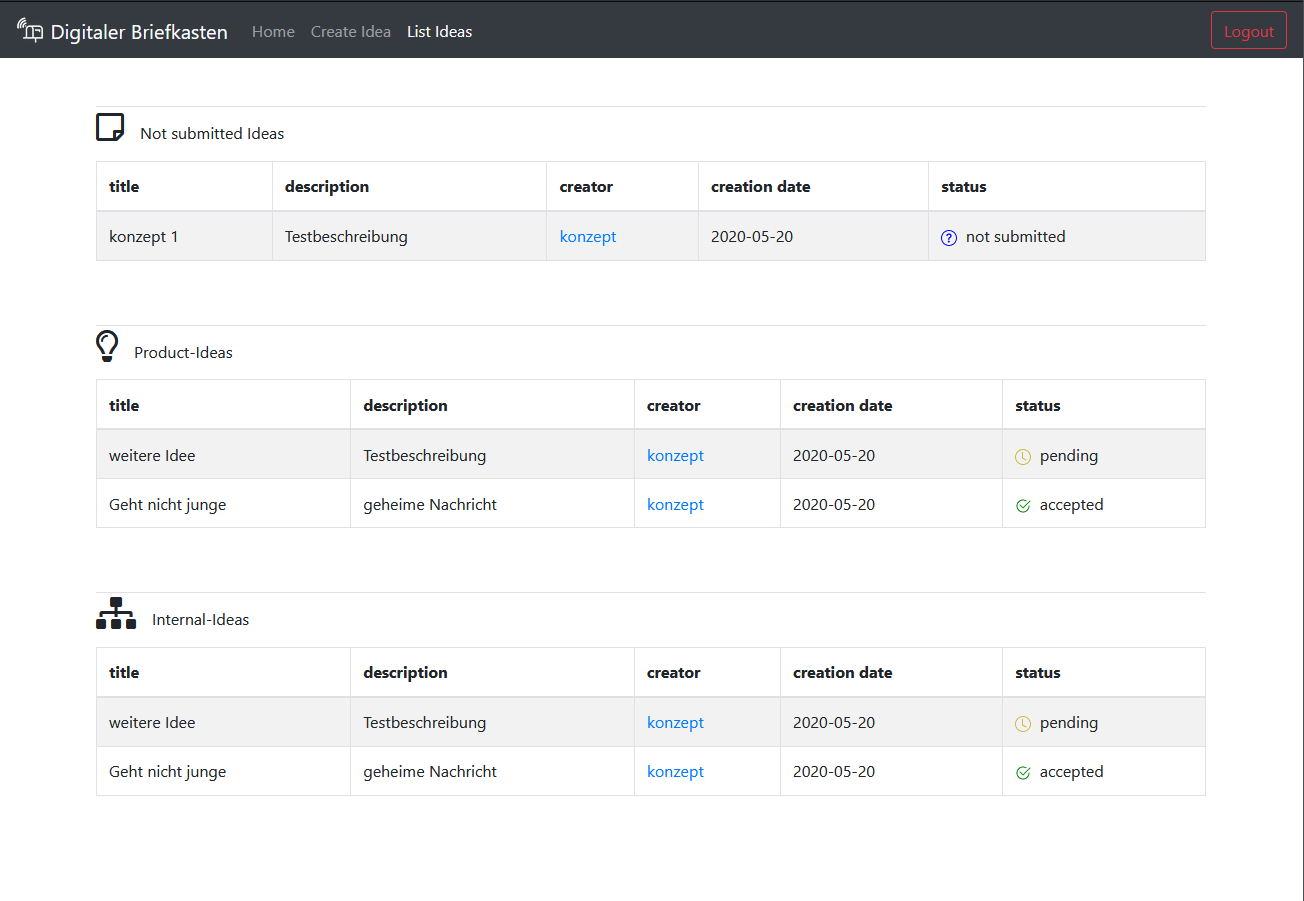 Digitaler Briefkasten Home Create Idea List Ideas Logout
Not submitted Ideas
title description creator creation date status
konzept 1 Testbeschreibung konzept 2020-05-20 not submitted
Product-Ideas
title description creator creation date status
weitere Idee Testbeschreibung konzept 2020-05-20 pending
Geht nicht junge geheime Nachricht konzept 2020-05-20 accepted
Internal-Ideas
title description creator creation date status
weitere Idee Testbeschreibung konzept 2020-05-20 pending
Geht nicht junge geheime Nachricht konzept 2020-05-20 accepted